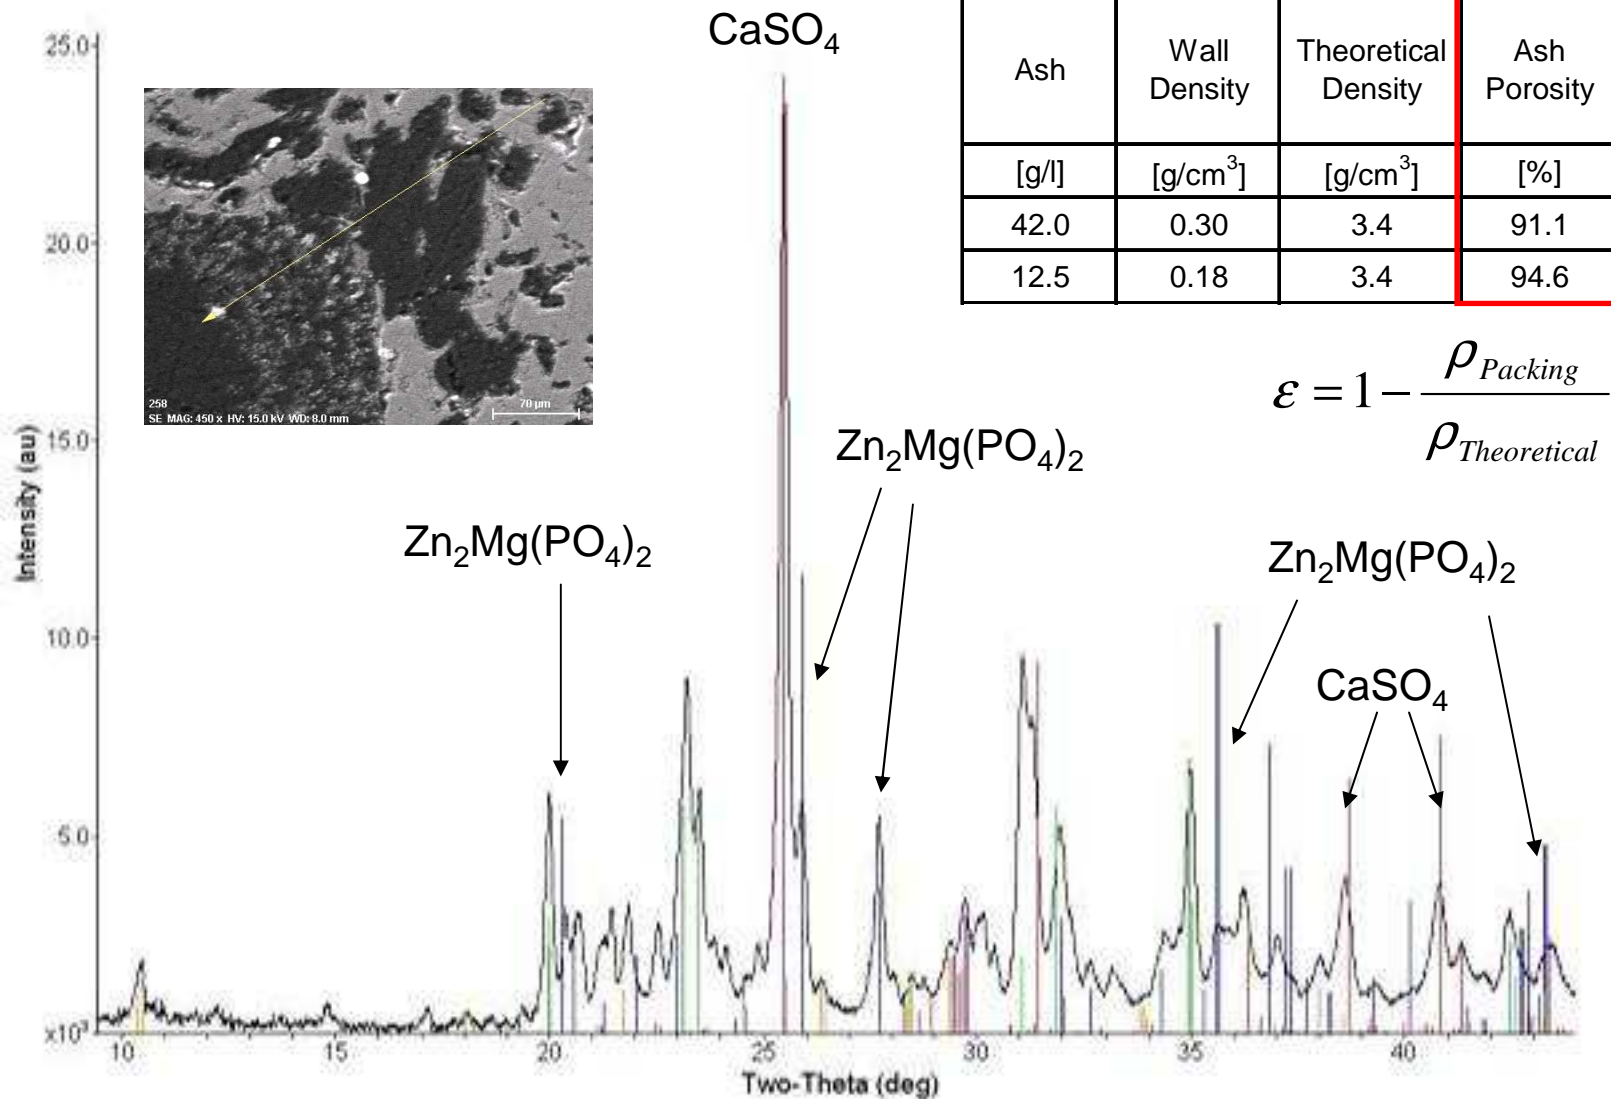 CaSO₄
Ash
Wall Density
Theoretical Density
Ash Porosity
[g/l]
[g/cm³]
[g/cm³]
[%]
42.0
0.30
3.4
91.1
12.5
0.18
3.4
94.6
ε = 1 − ρPacking / ρTheoretical
258
SE MAG: 450 x HV: 15.0 kV WD: 8.0 mm
70 µm
Zn₂Mg(PO₄)₂
Zn₂Mg(PO₄)₂
Zn₂Mg(PO₄)₂
CaSO₄
Intensity (au)
25.0
20.0
15.0
10.0
5.0
x10³
10
15
20
25
30
35
40
Two-Theta (deg)